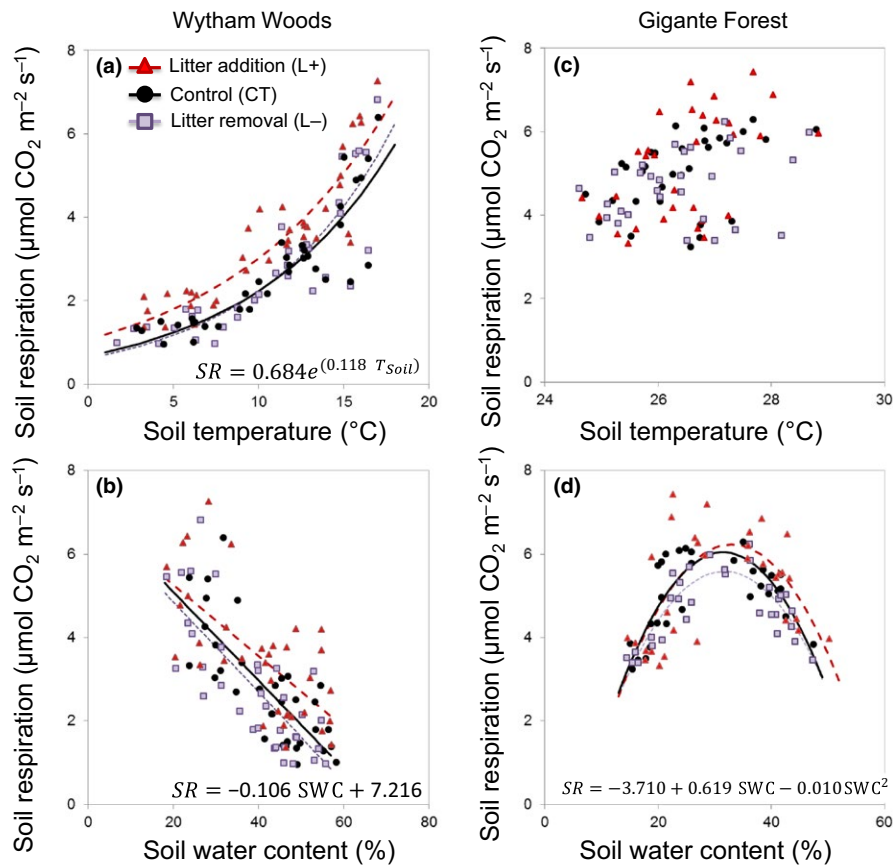 Wytham Woods
Gigante Forest
Soil respiration (µmol CO₂ m⁻² s⁻¹)
8
6
4
2
0
(a)
Litter addition (L+)
Control (CT)
Litter removal (L–)
SR = 0.684e^(0.118 T_Soil)
0 5 10 15 20
Soil temperature (°C)
Soil respiration (µmol CO₂ m⁻² s⁻¹)
8
6
4
2
0
(c)
24 26 28 30
Soil temperature (°C)
Soil respiration (µmol CO₂ m⁻² s⁻¹)
8
6
4
2
0
(b)
SR = −0.106 SWC + 7.216
0 20 40 60 80
Soil water content (%)
Soil respiration (µmol CO₂ m⁻² s⁻¹)
8
6
4
2
0
(d)
SR = −3.710 + 0.619 SWC − 0.010SWC²
0 20 40 60
Soil water content (%)